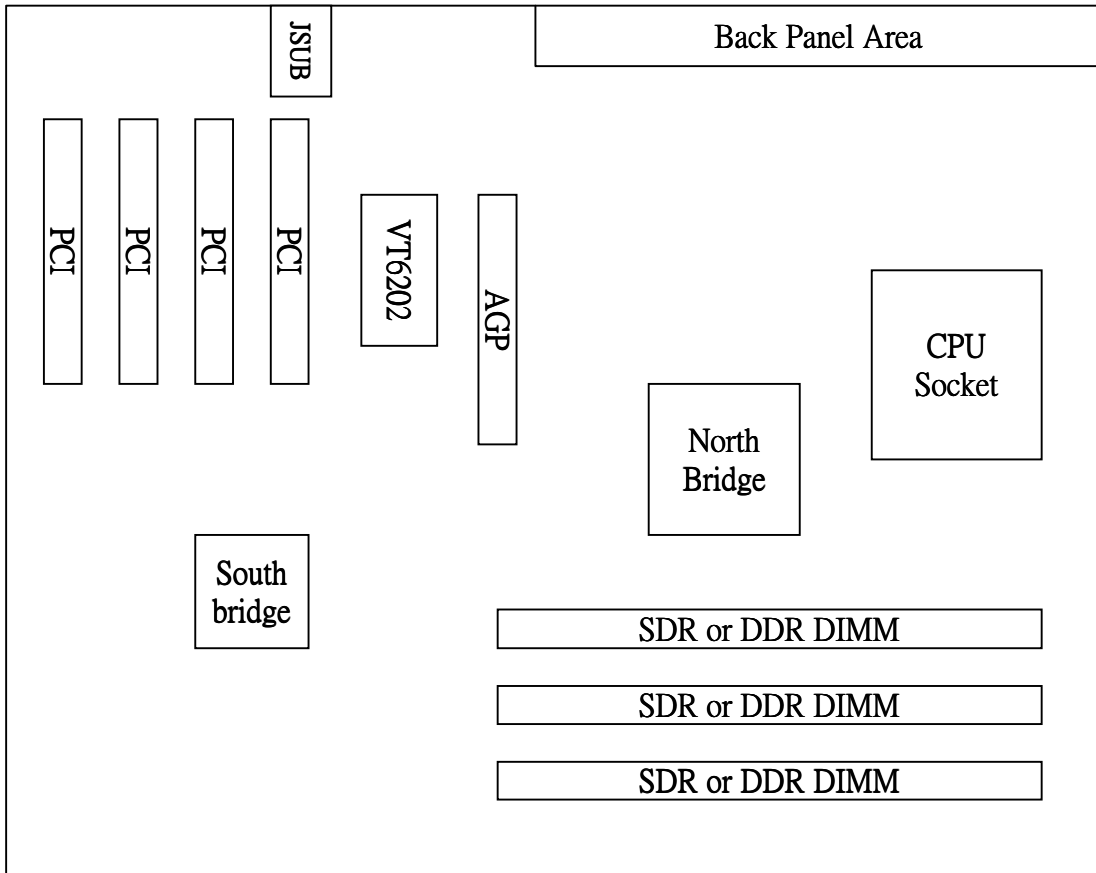 JSUB
Back Panel Area
PCI
PCI
PCI
PCI
VT6202
AGP
CPU
Socket
North
Bridge
South
bridge
SDR or DDR DIMM
SDR or DDR DIMM
SDR or DDR DIMM